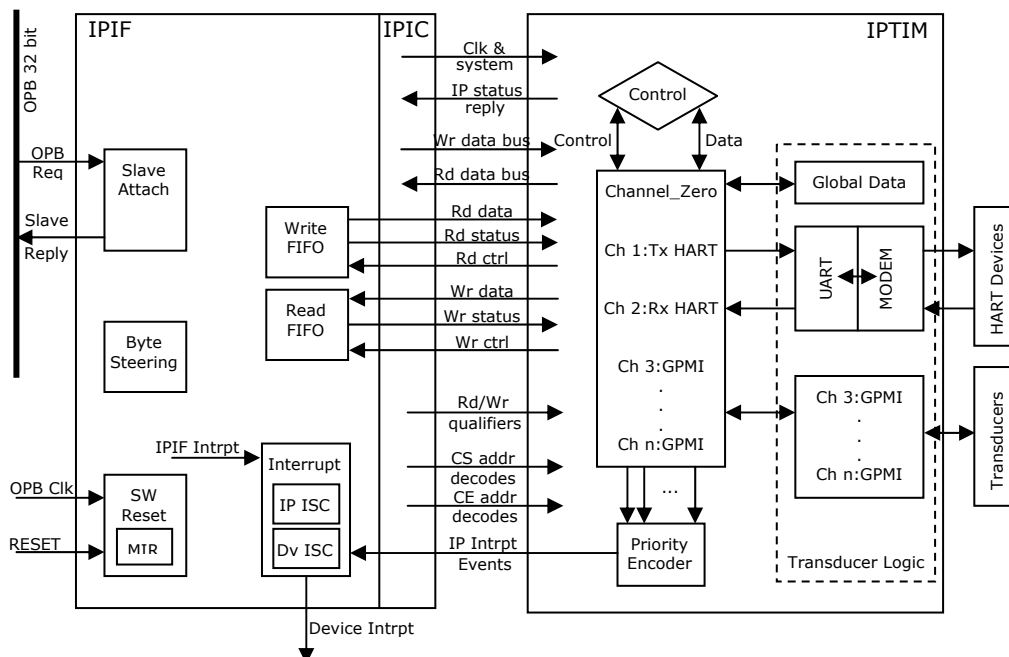 IPIF
IPIC
IPTIM
OPB 32 bit
Clk &
system
IP status
reply
Control
Wr data bus
Control
Data
OPB
Req
Slave
Attach
Rd data bus
Channel_Zero
Global Data
Slave
Reply
Write
FIFO
Rd data
Rd status
Rd ctrl
Ch 1:Tx HART
UART
MODEM
HART Devices
Read
FIFO
Wr data
Wr status
Wr ctrl
Ch 2:Rx HART
Byte
Steering
Ch 3:GPMI
.
.
.
Ch n:GPMI
Ch 3:GPMI
.
.
.
Ch n:GPMI
Transducers
Rd/Wr
qualifiers
IPIF Intrpt
Interrupt
IP ISC
Dv ISC
CS addr
decodes
CE addr
decodes
...
OPB Clk
SW
Reset
MIR
RESET
IP Intrpt
Events
Priority
Encoder
Transducer Logic
Device Intrpt